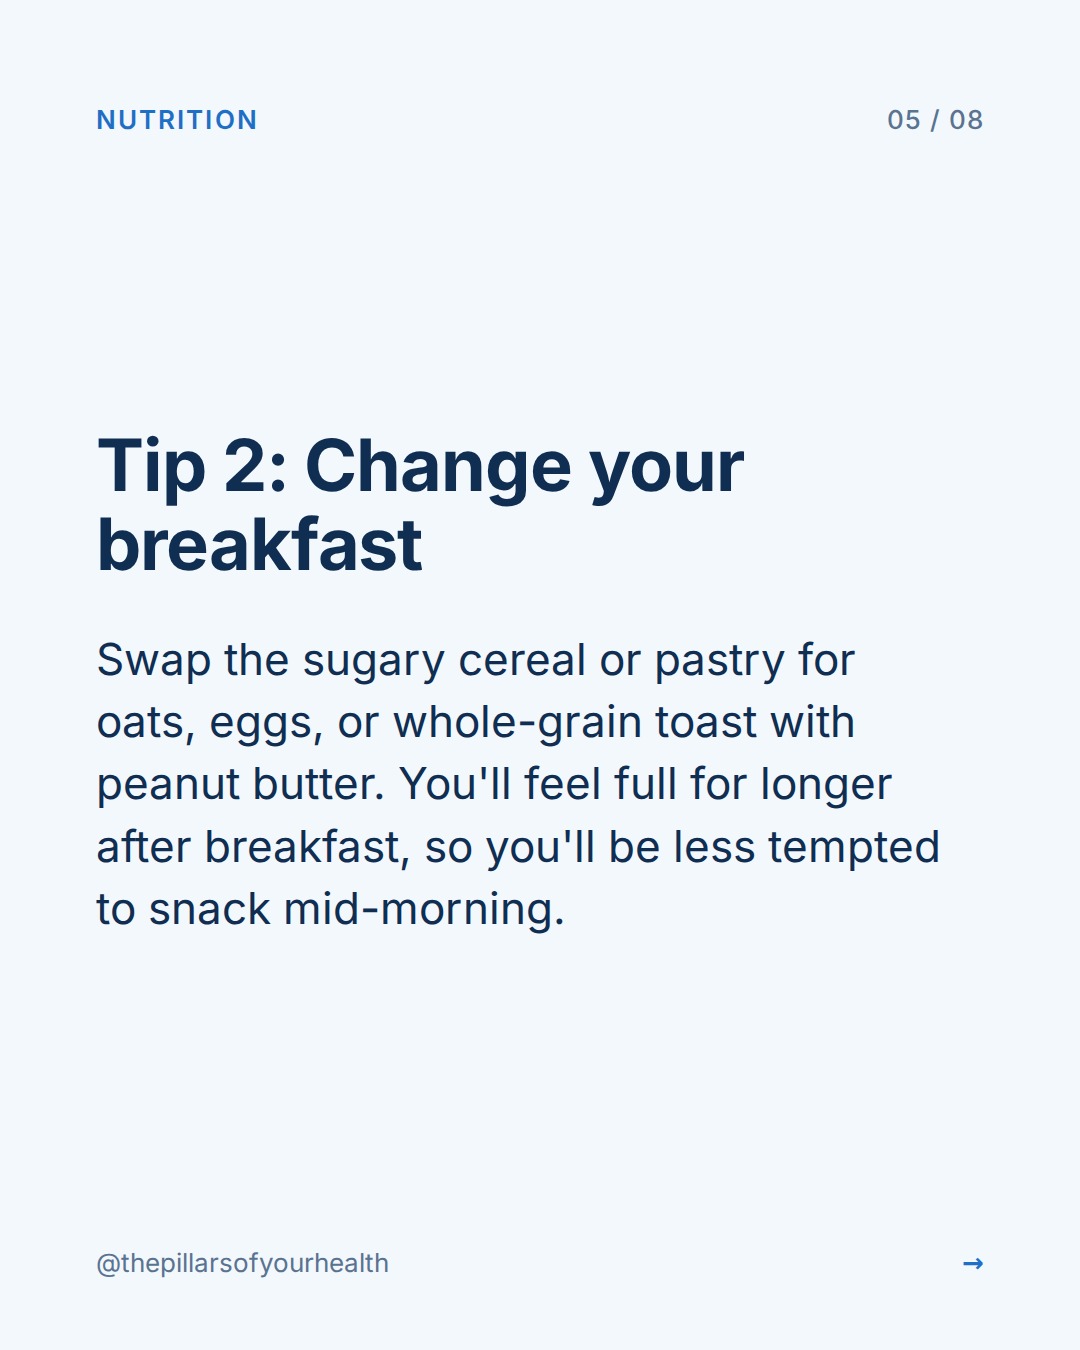 NUTRITION
05 / 08
Tip 2: Change your
breakfast
Swap the sugary cereal or pastry for
oats, eggs, or whole-grain toast with
peanut butter. You'll feel full for longer
after breakfast, so you'll be less tempted
to snack mid-morning.
@thepillarsofyourhealth
→